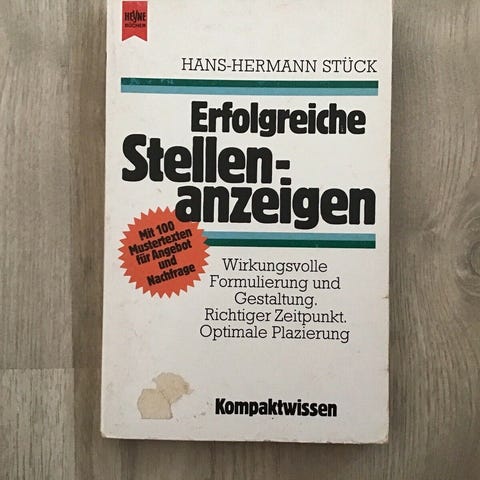 HEYNE
BÜCHER
HANS-HERMANN STÜCK
Erfolgreiche
Stellen-
anzeigen
Mit 100
Mustertexten
für Angebot
und
Nachfrage
Wirkungsvolle
Formulierung und
Gestaltung.
Richtiger Zeitpunkt.
Optimale Plazierung
Kompaktwissen